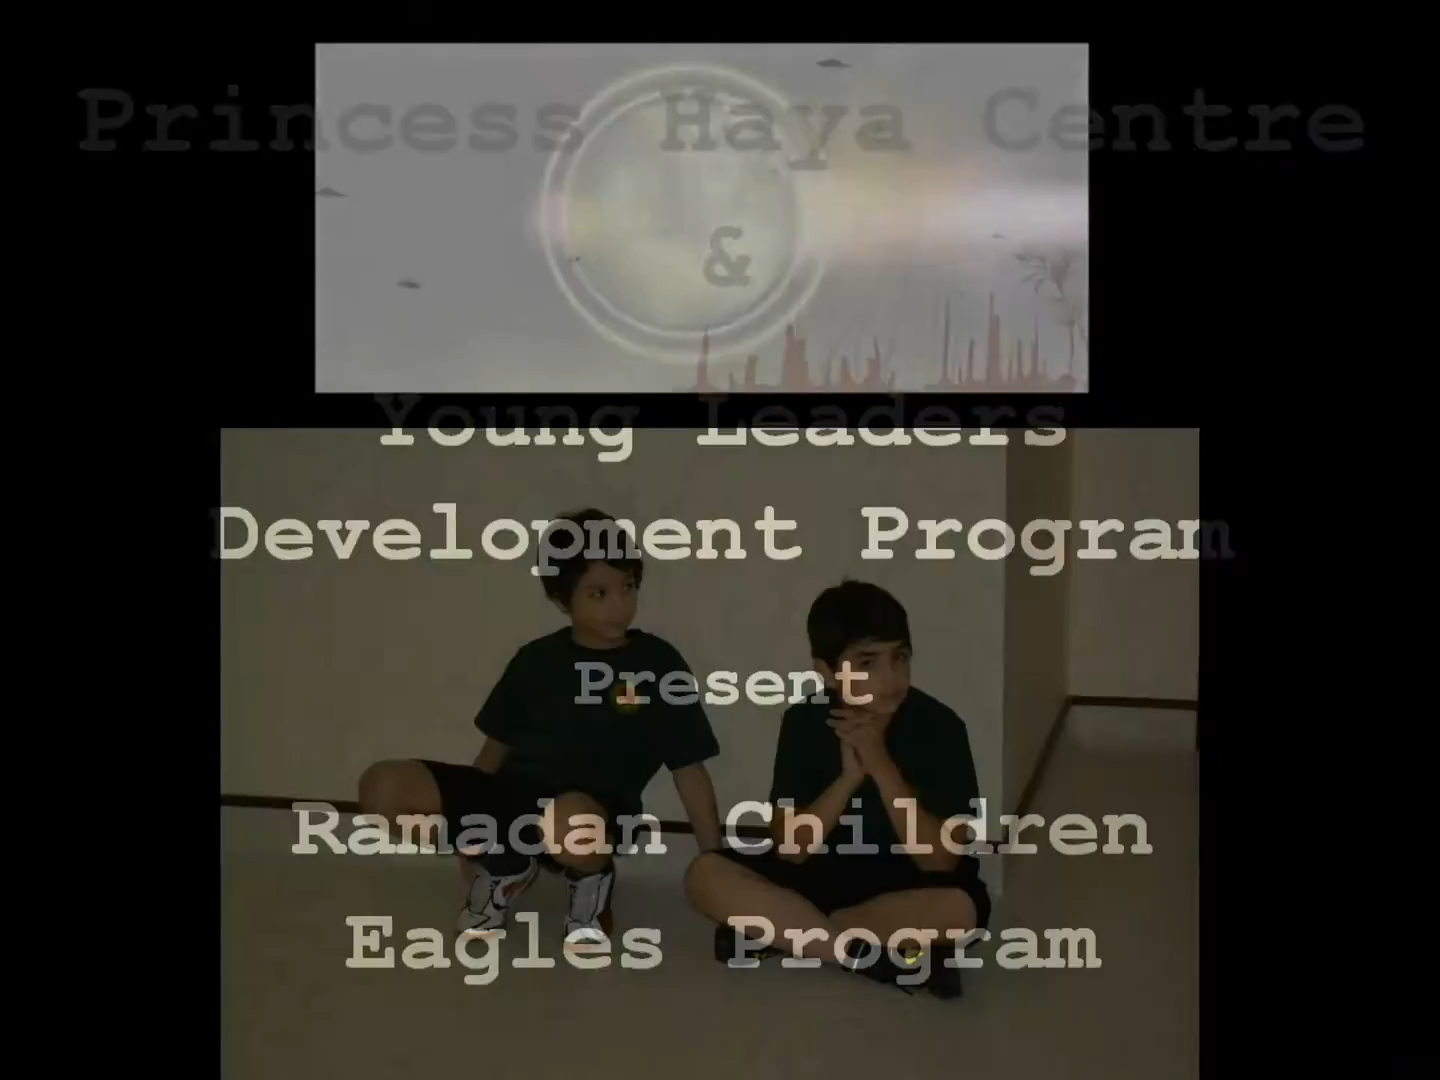 Princess Haya Centre
&
Young Leaders
Development Program
Present
Ramadan Children
Eagles Program